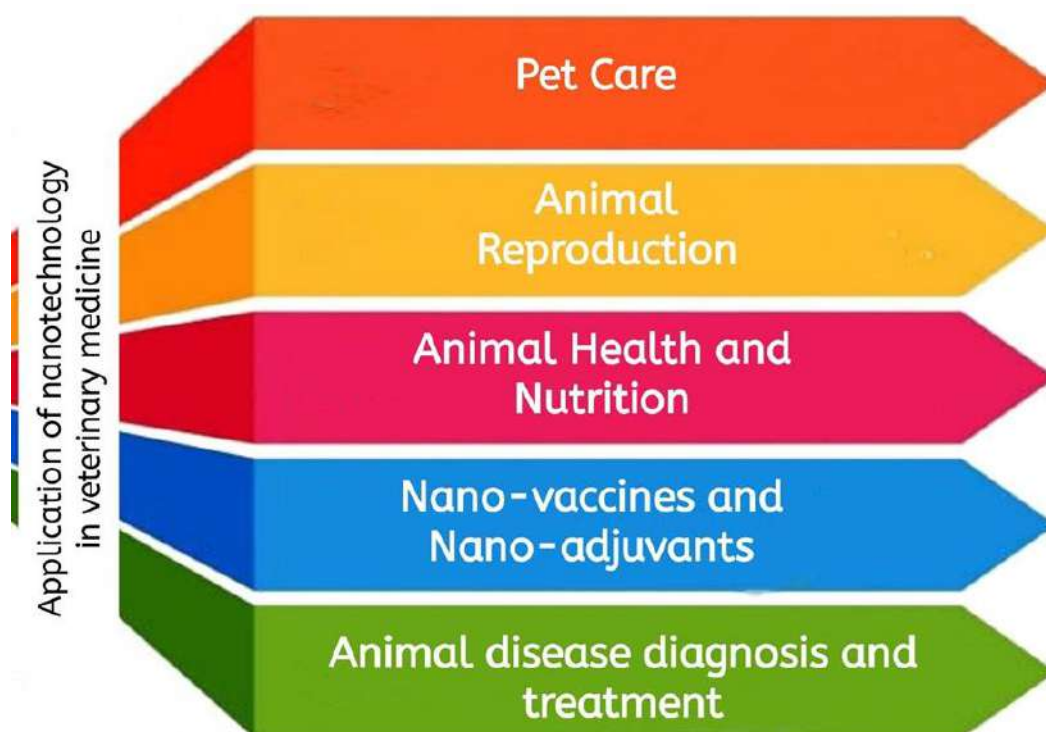 Application of nanotechnology
in veterinary medicine
Pet Care
Animal
Reproduction
Animal Health and
Nutrition
Nano-vaccines and
Nano-adjuvants
Animal disease diagnosis and
treatment